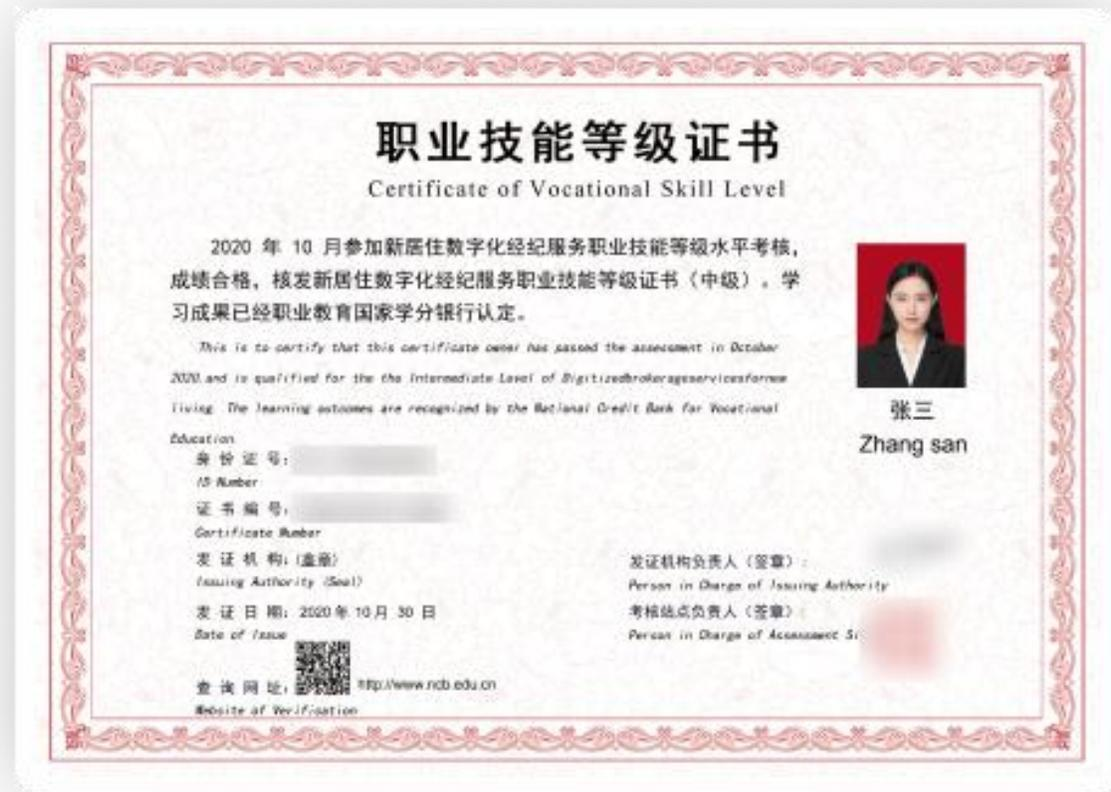 职业技能等级证书
Certificate of Vocational Skill Level
2020 年 10 月参加新居住数字化经纪服务职业技能等级水平考核，
成绩合格，核发新居住数字化经纪服务职业技能等级证书（中级）。学
习成果已经职业教育国家学分银行认定。
This is to certify that this certificate owner has passed the assessment in October
2020 and is qualified for the the Intermediate Level of Digitizedbrokerageservicesfornew
living. The learning outcomes are recognized by the National Credit Bank for Vocational
Education
张三
Zhang san
身 份 证 号：
ID Number
证 书 编 号：
Certificate Number
发 证 机 构：（盖章）
Issuing Authority (Seal)
发 证 日 期：2020 年 10 月 30 日
Date of Issue
查 询 网 址：http://www.ncb.edu.cn
Website of Verification
发证机构负责人（签章）：
Person in Charge of Issuing Authority
考核站点负责人（签章）：
Person in Charge of Assessment Si